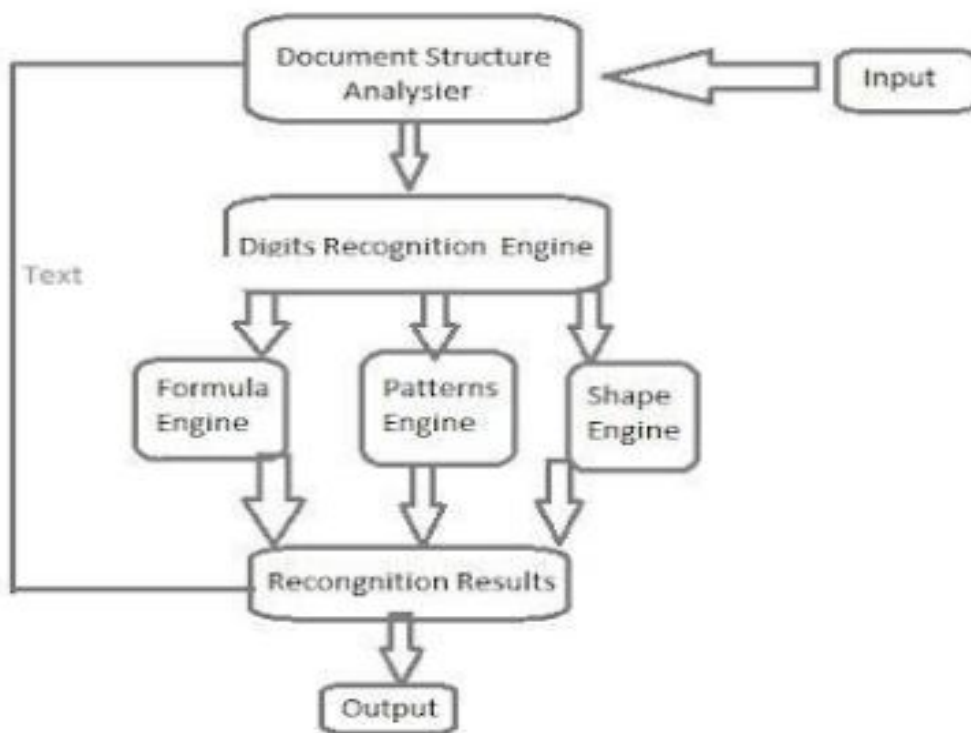 Document Structure
Analysier
Input
Digits Recognition Engine
Text
Formula
Engine
Patterns
Engine
Shape
Engine
Recongnition Results
Output